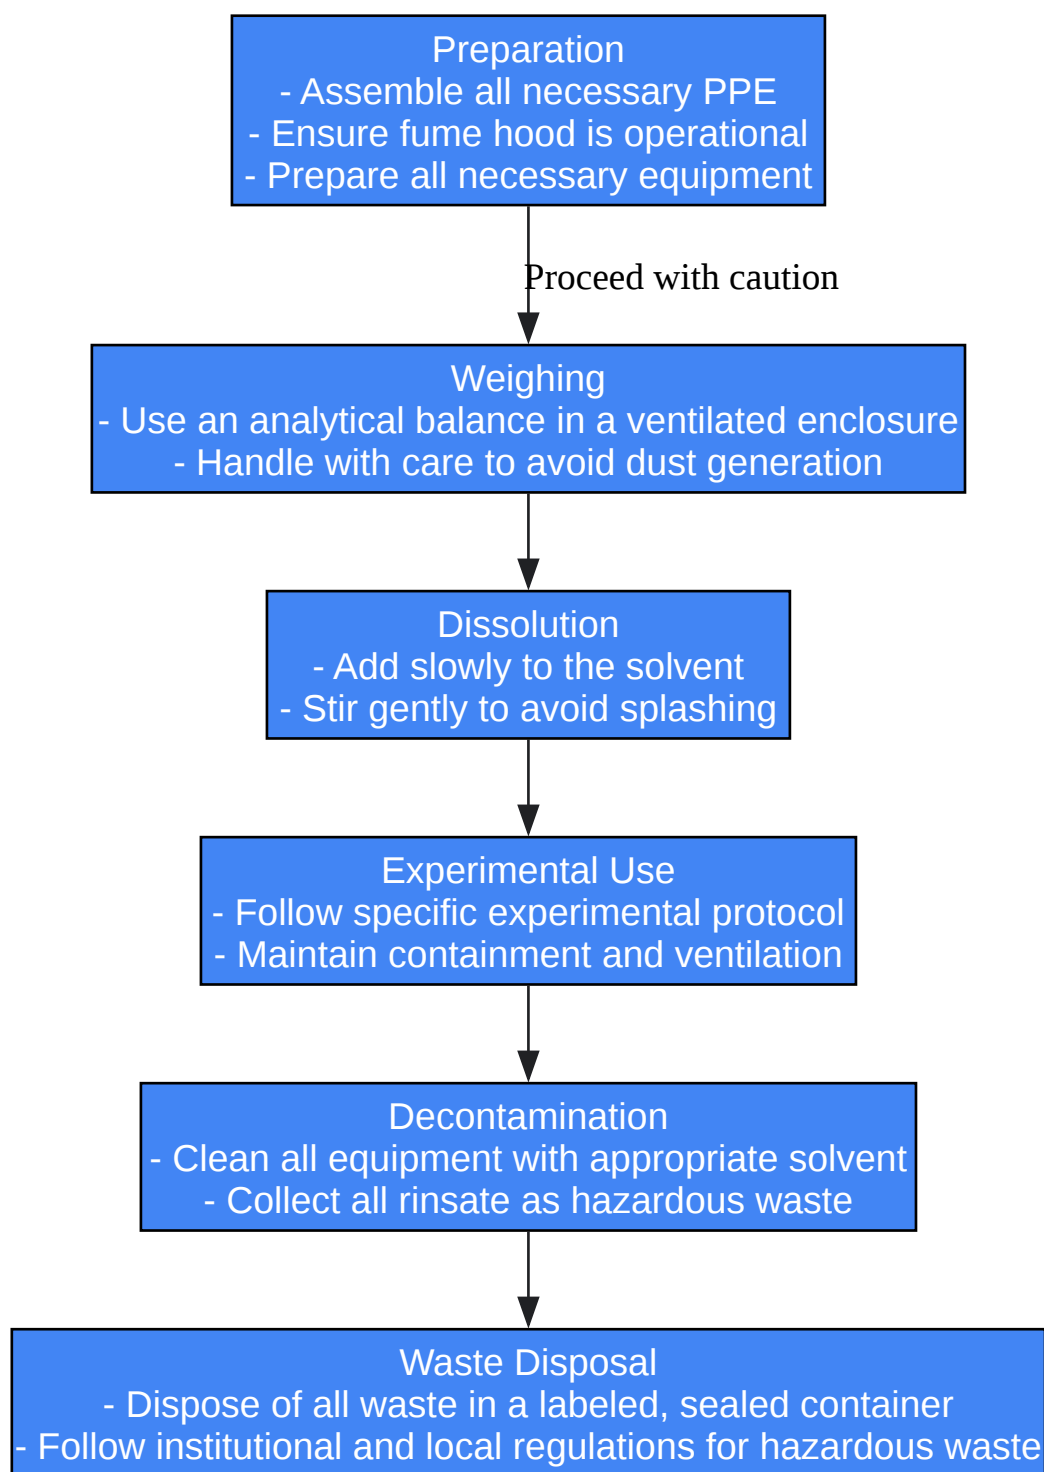 Preparation
- Assemble all necessary PPE
- Ensure fume hood is operational
- Prepare all necessary equipment
Proceed with caution
Weighing
- Use an analytical balance in a ventilated enclosure
- Handle with care to avoid dust generation
Dissolution
- Add slowly to the solvent
- Stir gently to avoid splashing
Experimental Use
- Follow specific experimental protocol
- Maintain containment and ventilation
Decontamination
- Clean all equipment with appropriate solvent
- Collect all rinsate as hazardous waste
Waste Disposal
- Dispose of all waste in a labeled, sealed container
- Follow institutional and local regulations for hazardous waste